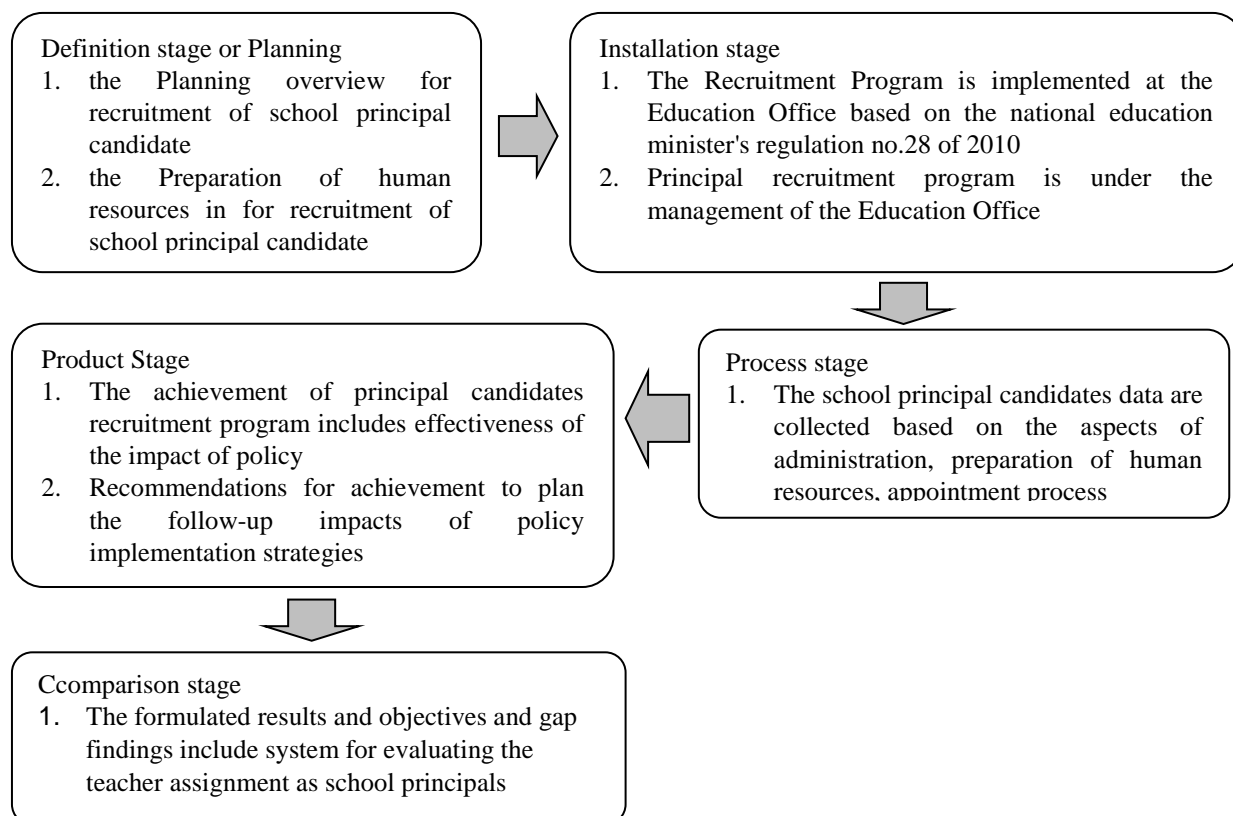 Definition stage or Planning
1. the Planning overview for
recruitment of school principal
candidate
2. the Preparation of human
resources in for recruitment of
school principal candidate
Installation stage
1. The Recruitment Program is implemented at the
Education Office based on the national education
minister's regulation no.28 of 2010
2. Principal recruitment program is under the
management of the Education Office
Process stage
1. The school principal candidates data are
collected based on the aspects of
administration, preparation of human
resources, appointment process
Product Stage
1. The achievement of principal candidates
recruitment program includes effectiveness of
the impact of policy
2. Recommendations for achievement to plan
the follow-up impacts of policy
implementation strategies
Ccomparison stage
1. The formulated results and objectives and gap
findings include system for evaluating the
teacher assignment as school principals